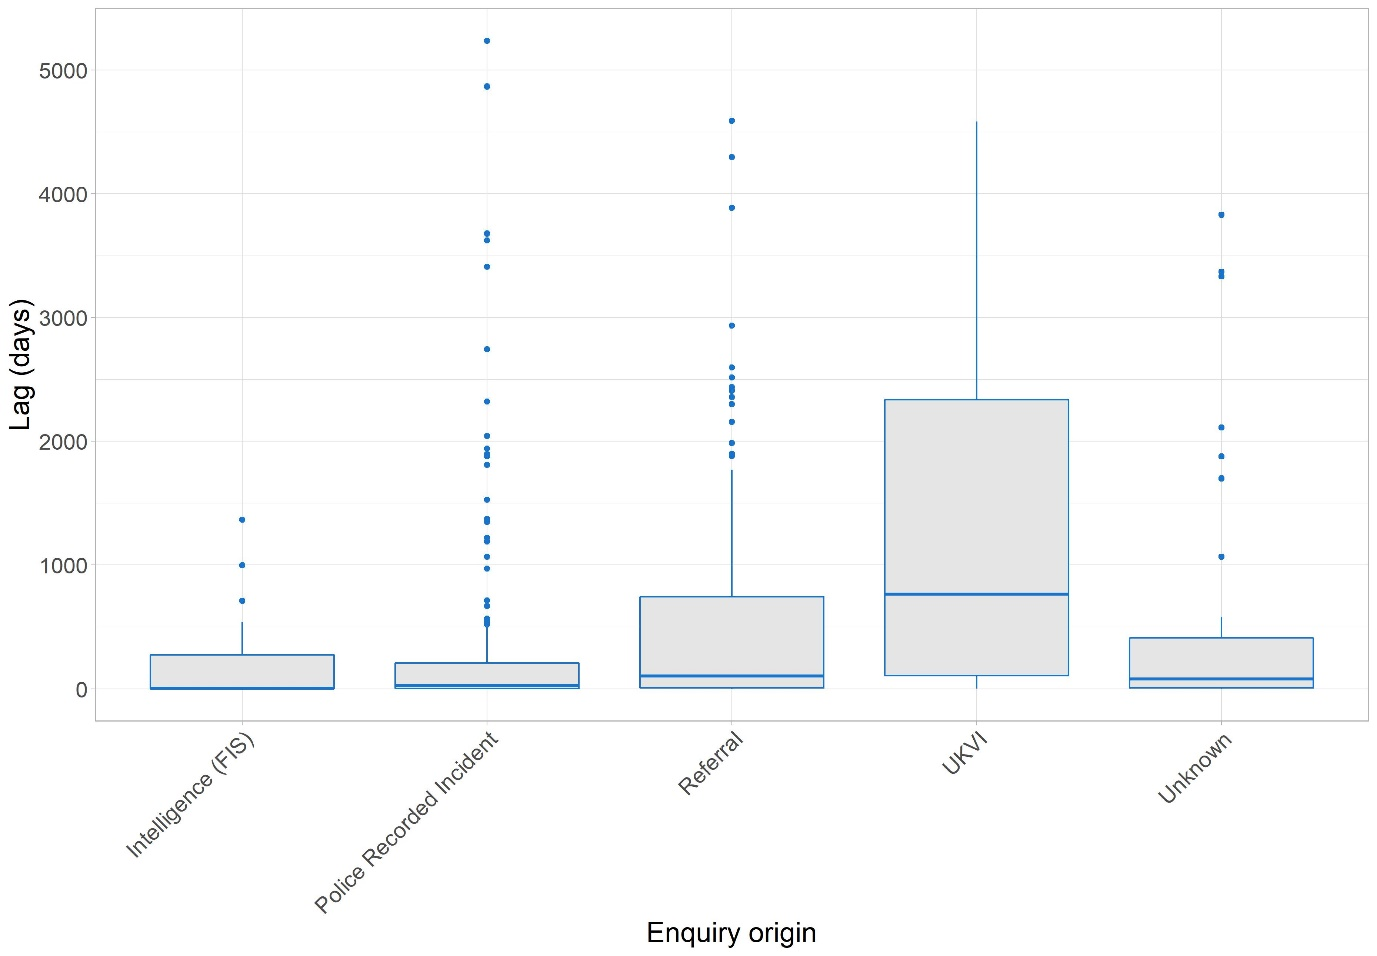 5000
4000
3000
2000
1000
0
Lag (days)
Intelligence (FIS)
Police Recorded Incident
Referral
UKVI
Unknown
Enquiry origin